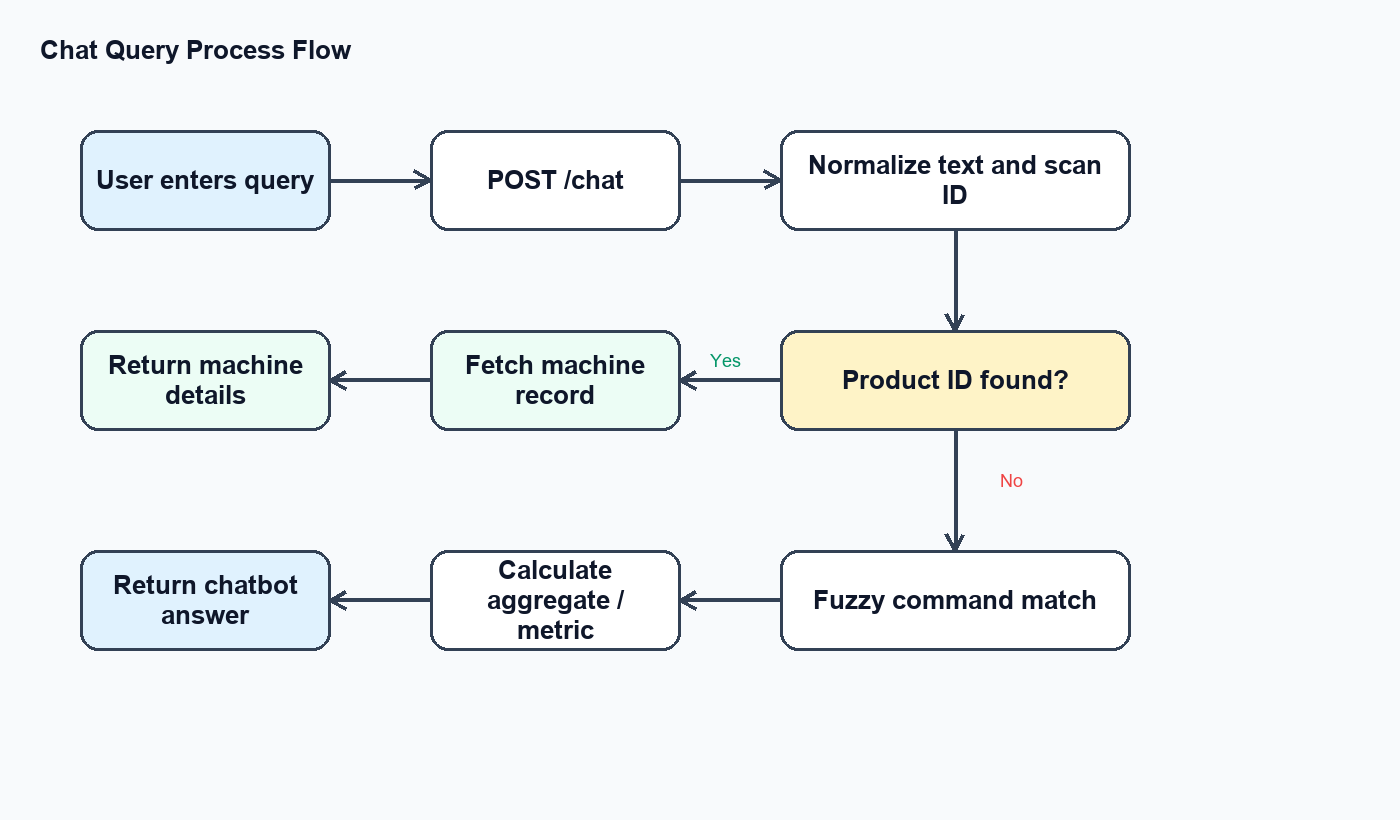 Chat Query Process Flow
User enters query
POST /chat
Normalize text and scan
ID
Return machine
details
Fetch machine
record
Yes
Product ID found?
No
Return chatbot
answer
Calculate
aggregate /
metric
Fuzzy command match